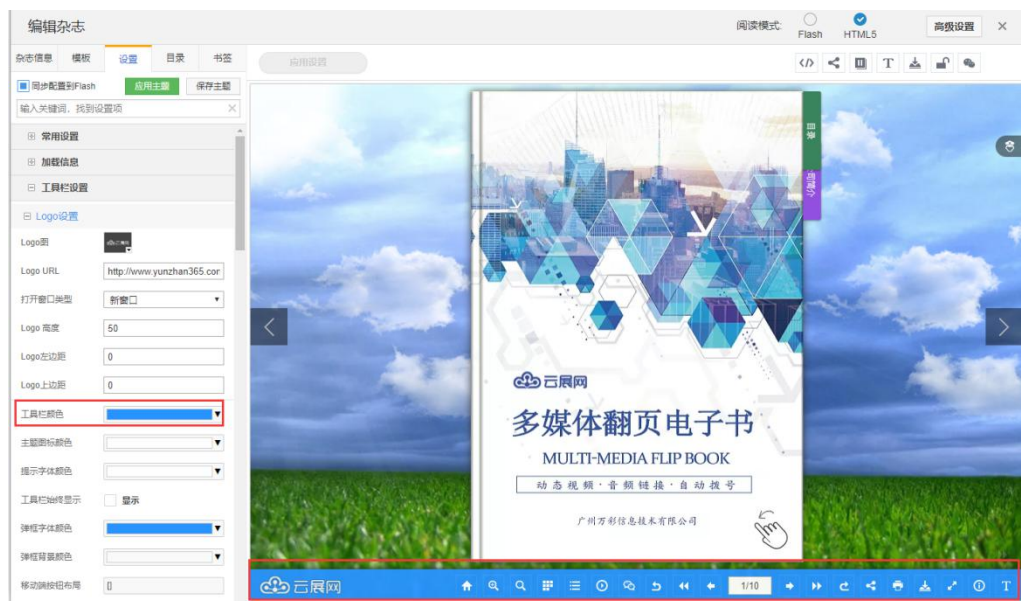 编辑杂志
阅读模式:
Flash
HTML5
高级设置
杂志信息
模板
设置
目录
书签
应用设置
同步配置到Flash
应用主题
保存主题
输入关键词，找到设置项
常用设置
加载信息
工具栏设置
Logo设置
Logo图
Logo URL
http://www.yunzhan365.cor
打开窗口类型
新窗口
Logo 高度
50
Logo左边距
0
Logo上边距
0
工具栏颜色
主题图标颜色
提示字体颜色
工具栏始终显示
显示
弹框字体颜色
弹框背景颜色
移动端按钮布局
[]
目录
司简介
云展网
多媒体翻页电子书
MULTI-MEDIA FLIP BOOK
动态视频·音频链接·自动拨号
广州万彩信息技术有限公司
云展网
1/10